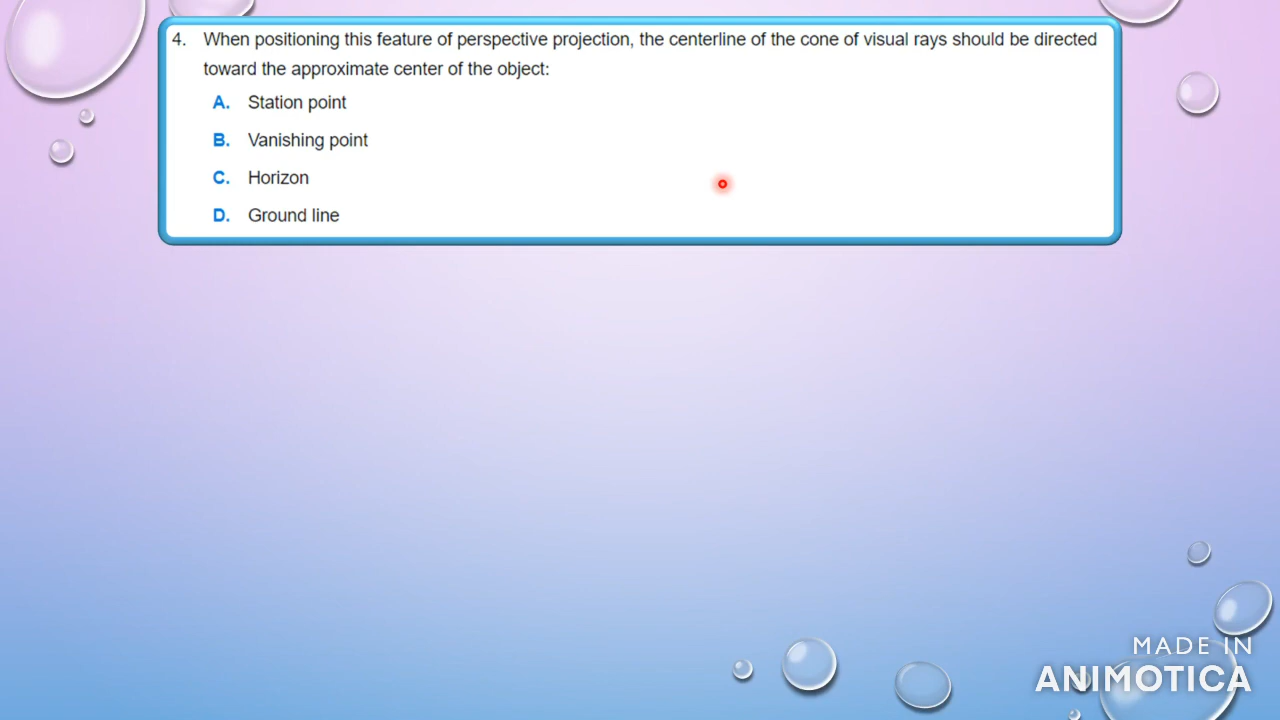 4. When positioning this feature of perspective projection, the centerline of the cone of visual rays should be directed
toward the approximate center of the object:
A. Station point
B. Vanishing point
C. Horizon
D. Ground line
MADE IN
ANIMOTICA